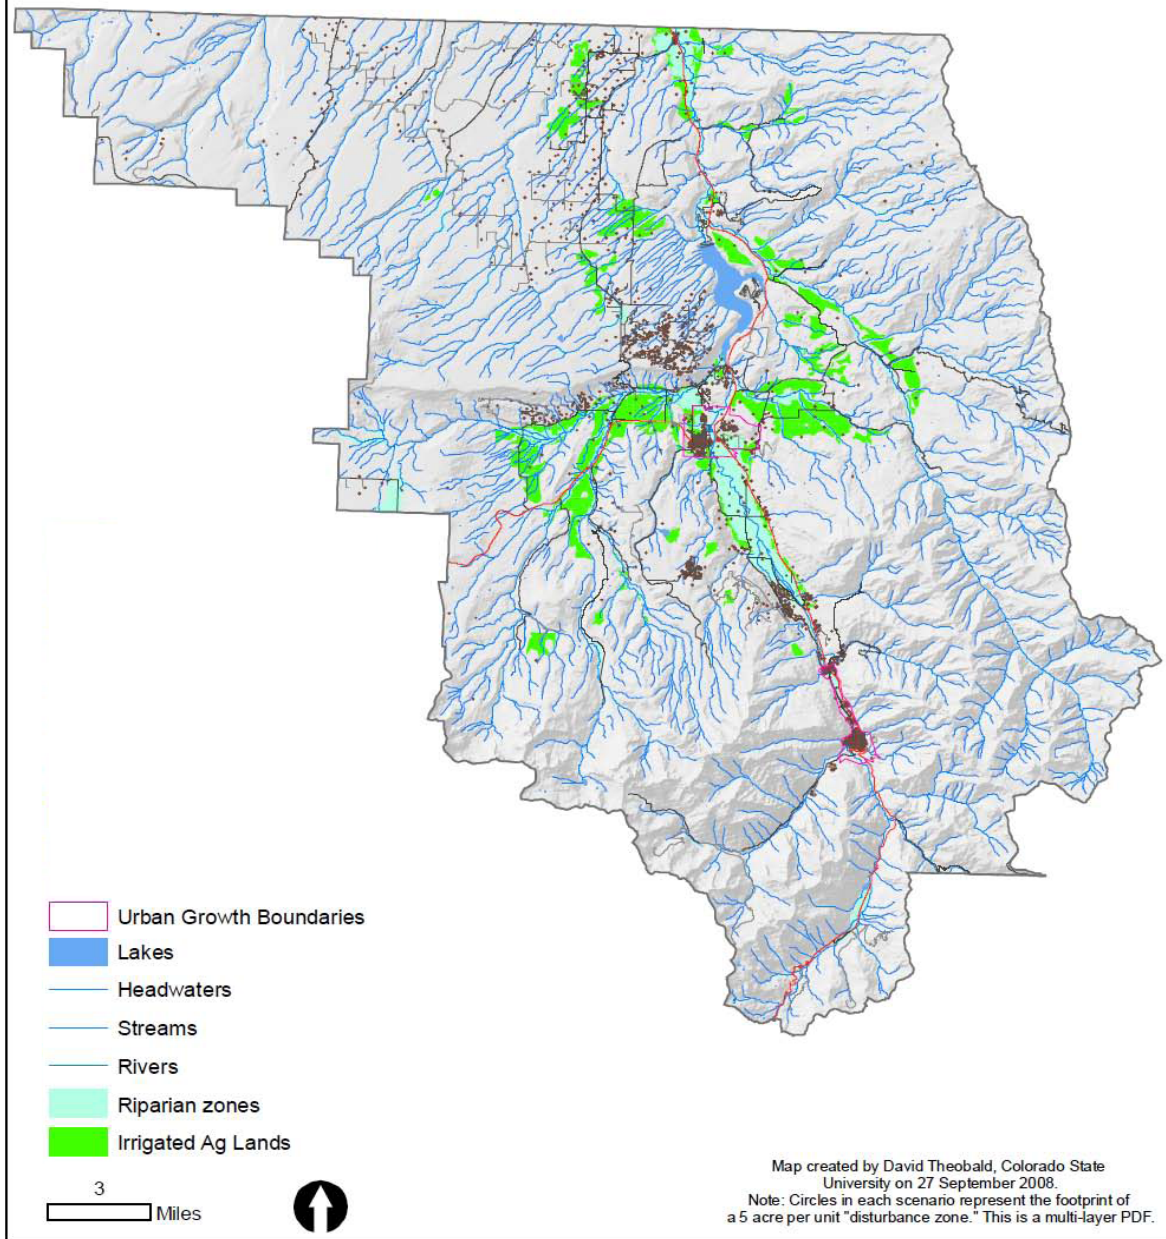 Urban Growth Boundaries
Lakes
Headwaters
Streams
Rivers
Riparian zones
Irrigated Ag Lands
3
Miles
Map created by David Theobald, Colorado State
University on 27 September 2008.
Note: Circles in each scenario represent the footprint of
a 5 acre per unit "disturbance zone." This is a multi-layer PDF.